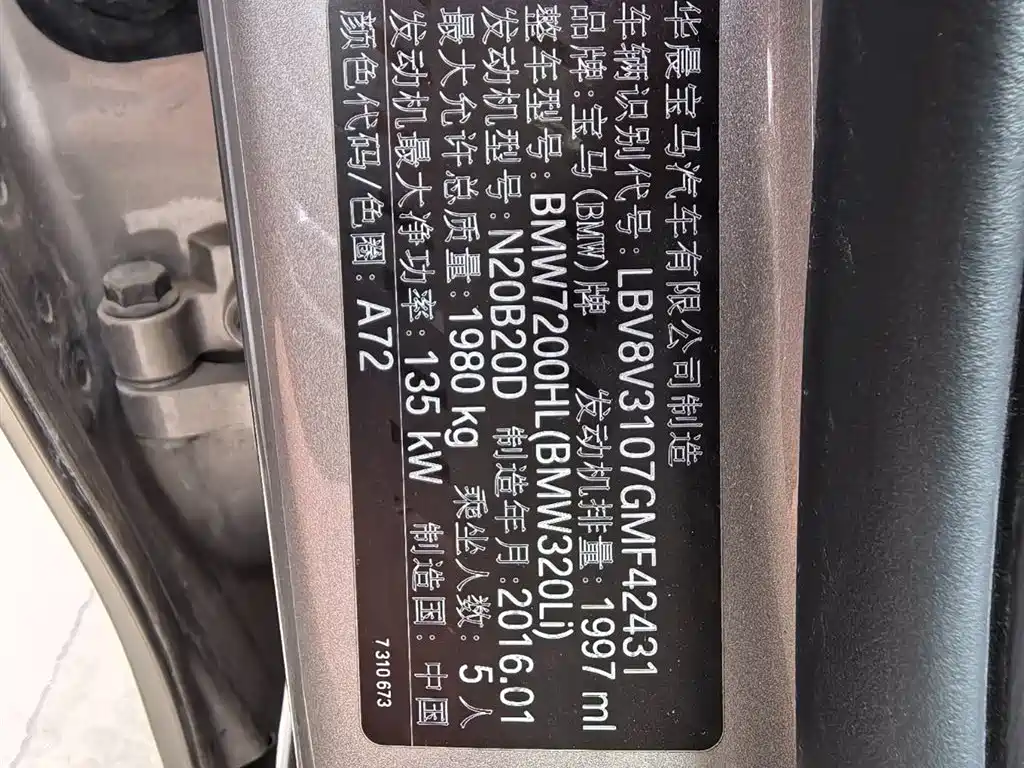 华晨宝马汽车有限公司制造
车辆识别代号: LBV8V3107GMF42431
品牌: 宝马(BMW)牌 发动机排量: 1997 ml
整车型号: BMW7200HL(BMW320Li)
发动机型号: N20B20D 制造年月: 2016.01
最大允许总质量: 1980 kg 乘坐人数: 5 人
发动机最大净功率: 135 kW 制造国: 中国
颜色代码/色圈: A72
7 310 673